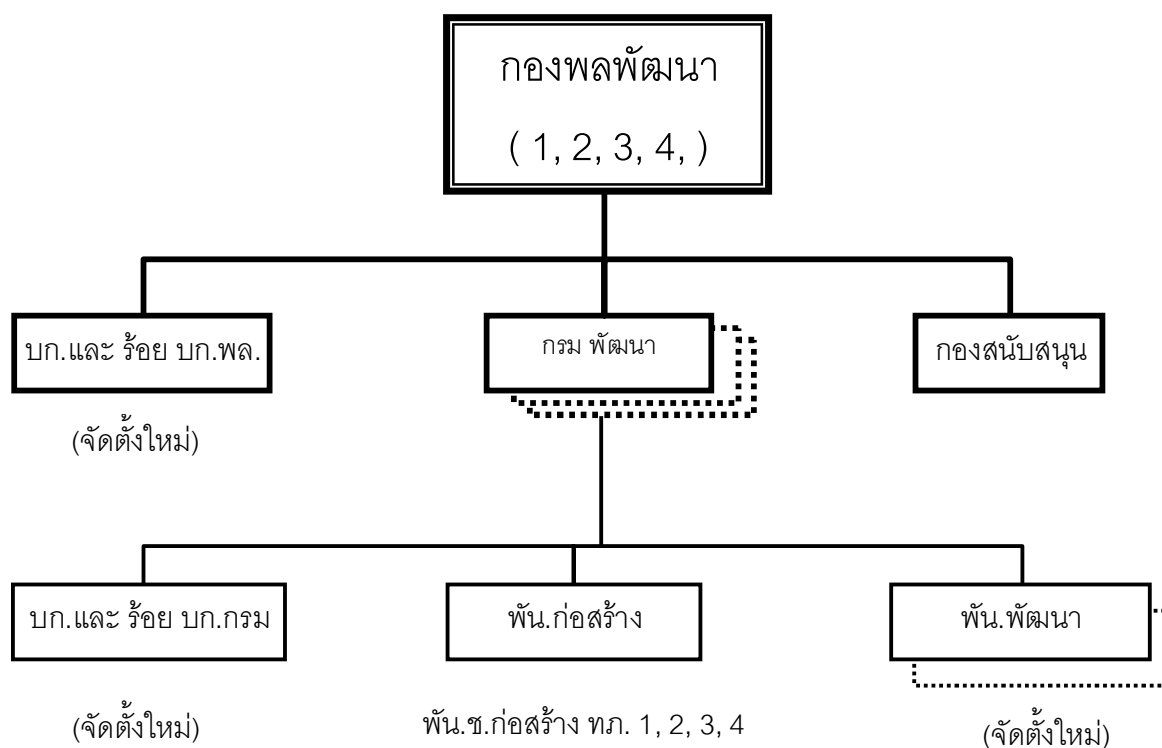 กองพลพัฒนา
( 1, 2, 3, 4, )
บก.และ ร้อย บก.พล.
กรม พัฒนา
กองสนับสนุน
(จัดตั้งใหม่)
บก.และ ร้อย บก.กรม
พัน.ก่อสร้าง
พัน.พัฒนา
(จัดตั้งใหม่)
พัน.ช.ก่อสร้าง ทภ. 1, 2, 3, 4
(จัดตั้งใหม่)